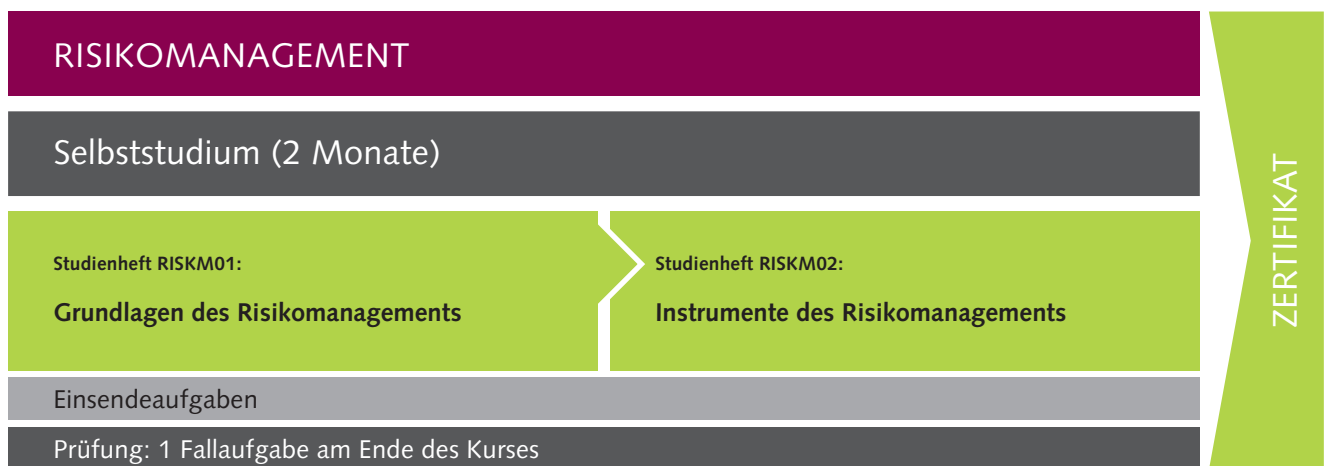 RISIKOMANAGEMENT
Selbststudium (2 Monate)
Studienheft RISKM01:
Grundlagen des Risikomanagements
Studienheft RISKM02:
Instrumente des Risikomanagements
Einsendeaufgaben
Prüfung: 1 Fallaufgabe am Ende des Kurses
ZERTIFIKAT